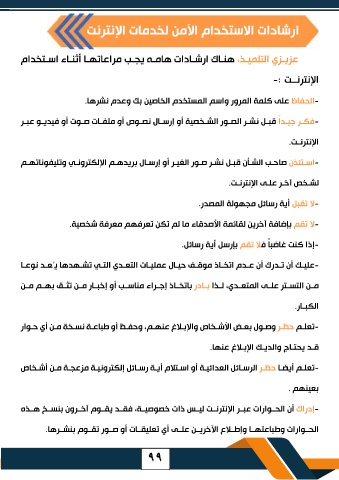 ارشادات الاستخدام الآمن لخدمات الإنترنت
عزيزي التلميذ، هناك ارشادات هامه يجب مراعاتها أثناء استخدام
الإنترنت :-
-الحفاظ على كلمة المرور واسم المستخدم الخاصين بك وعدم نشرها.
-فكر جيداً قبل نشر الصور الشخصية أو إرسال نصوص أو ملفات صوت أو فيديو عبر
الإنترنت.
-استئذن صاحب الشأن قبل نشر صور الغير أو إرسال بريدهم الإلكتروني وتليفوناتهم
لشخص آخر على الإنترنت.
-لا تقبل أية رسائل مجهولة المصدر.
-لا تقم بإضافة آخرين لقائمة الأصدقاء ما لم تكن تعرفهم معرفة شخصية.
-إذا كنت غاضباً فلا تقم بإرسل أية رسائل.
-عليك أن تدرك أن عدم اتخاذ موقف حيال عمليات التعدي التي تشهدها يُعد نوعا
من التستر على المتعدي، لذا بادر باتخاذ إجراء مناسب أو إخبار من تثق بهم من
الكبار.
-تعلم حظر وصول بعض الأشخاص والإبلاغ عنهم، وحفظ أو طباعة نسخة من أي حوار
قد يحتاج والديك الإبلاغ عنها.
-تعلم أيضا حظر الرسائل العدائية أو استلام أية رسائل إلكترونية مزعجة من أشخاص
بعينهم .
-إدراك أن الحوارات عبر الإنترنت ليس ذات خصوصية، فقد يقوم آخرون بنسخ هذه
الحوارات وطباعتها وإطلاع الآخرين على أي تعليقات أو صور تقوم بنشرها.
٩٩